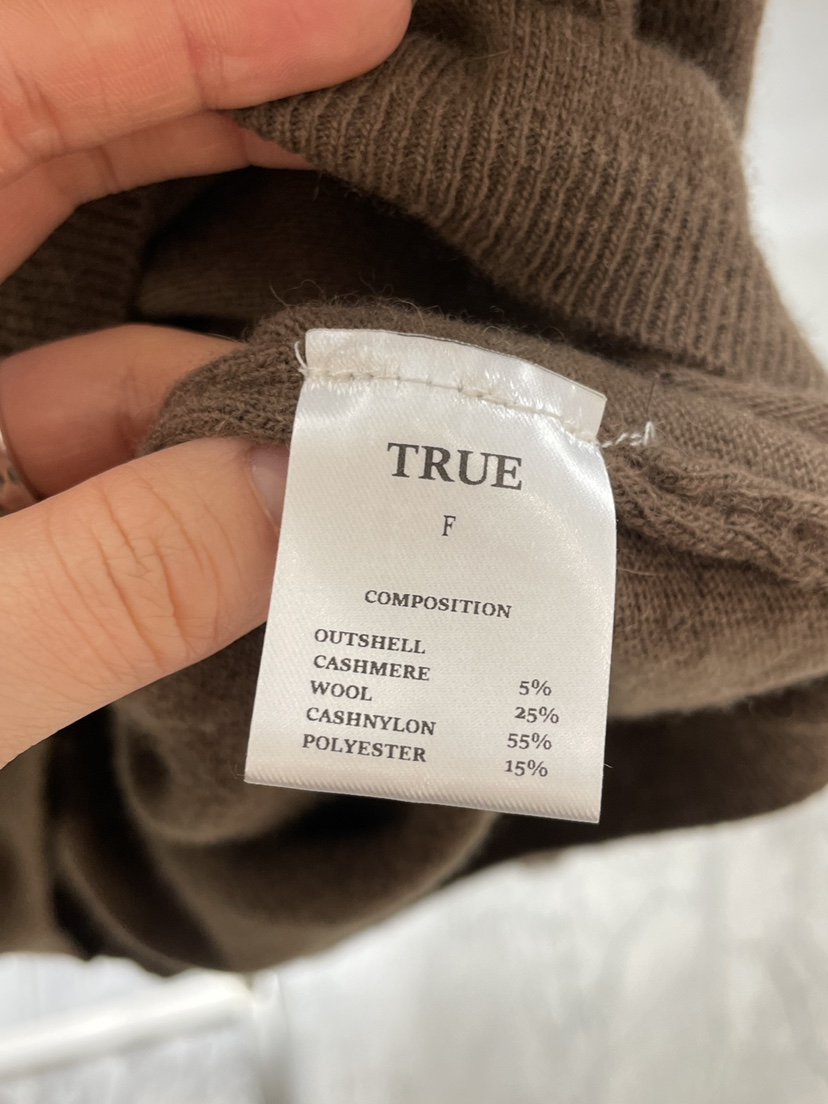 TRUE
F
COMPOSITION
OUTSHELL
CASHMERE 5%
WOOL 25%
CASHNYLON 55%
POLYESTER 15%